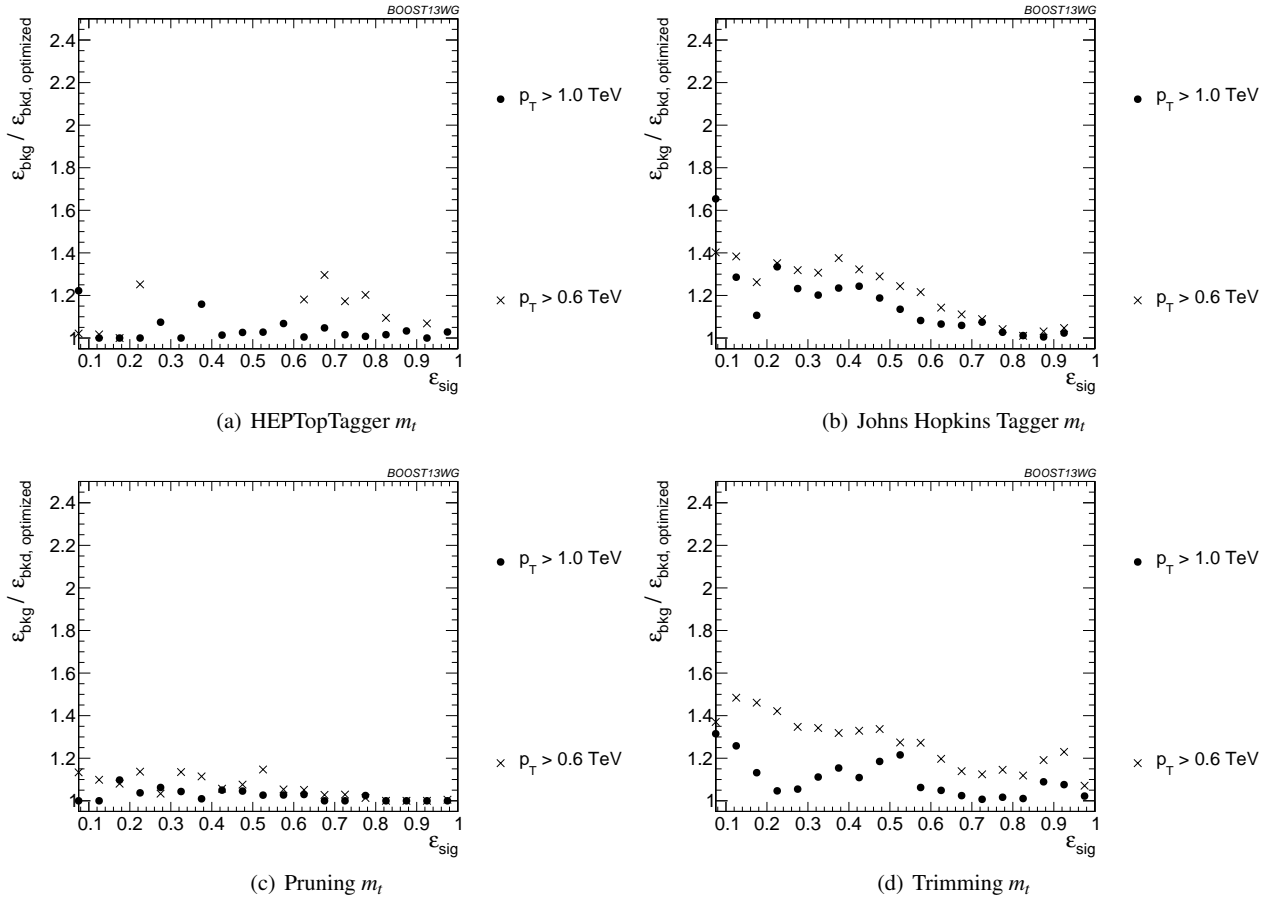 BOOST13WG
ε_bkg / ε_bkd, optimized
2.4
2.2
2
1.8
1.6
1.4
1.2
1
0.1 0.2 0.3 0.4 0.5 0.6 0.7 0.8 0.9 1
ε_sig
p_T > 1.0 TeV
p_T > 0.6 TeV
(a) HEPTopTagger m_t
BOOST13WG
ε_bkg / ε_bkd, optimized
2.4
2.2
2
1.8
1.6
1.4
1.2
1
0.1 0.2 0.3 0.4 0.5 0.6 0.7 0.8 0.9 1
ε_sig
p_T > 1.0 TeV
p_T > 0.6 TeV
(b) Johns Hopkins Tagger m_t
BOOST13WG
ε_bkg / ε_bkd, optimized
2.4
2.2
2
1.8
1.6
1.4
1.2
1
0.1 0.2 0.3 0.4 0.5 0.6 0.7 0.8 0.9 1
ε_sig
p_T > 1.0 TeV
p_T > 0.6 TeV
(c) Pruning m_t
BOOST13WG
ε_bkg / ε_bkd, optimized
2.4
2.2
2
1.8
1.6
1.4
1.2
1
0.1 0.2 0.3 0.4 0.5 0.6 0.7 0.8 0.9 1
ε_sig
p_T > 1.0 TeV
p_T > 0.6 TeV
(d) Trimming m_t